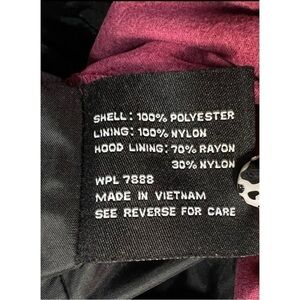 SHELL: 100% POLYESTER
LINING: 100% NYLON
HOOD LINING: 70% RAYON
30% NYLON
WPL 7888
MADE IN VIETNAM
SEE REVERSE FOR CARE